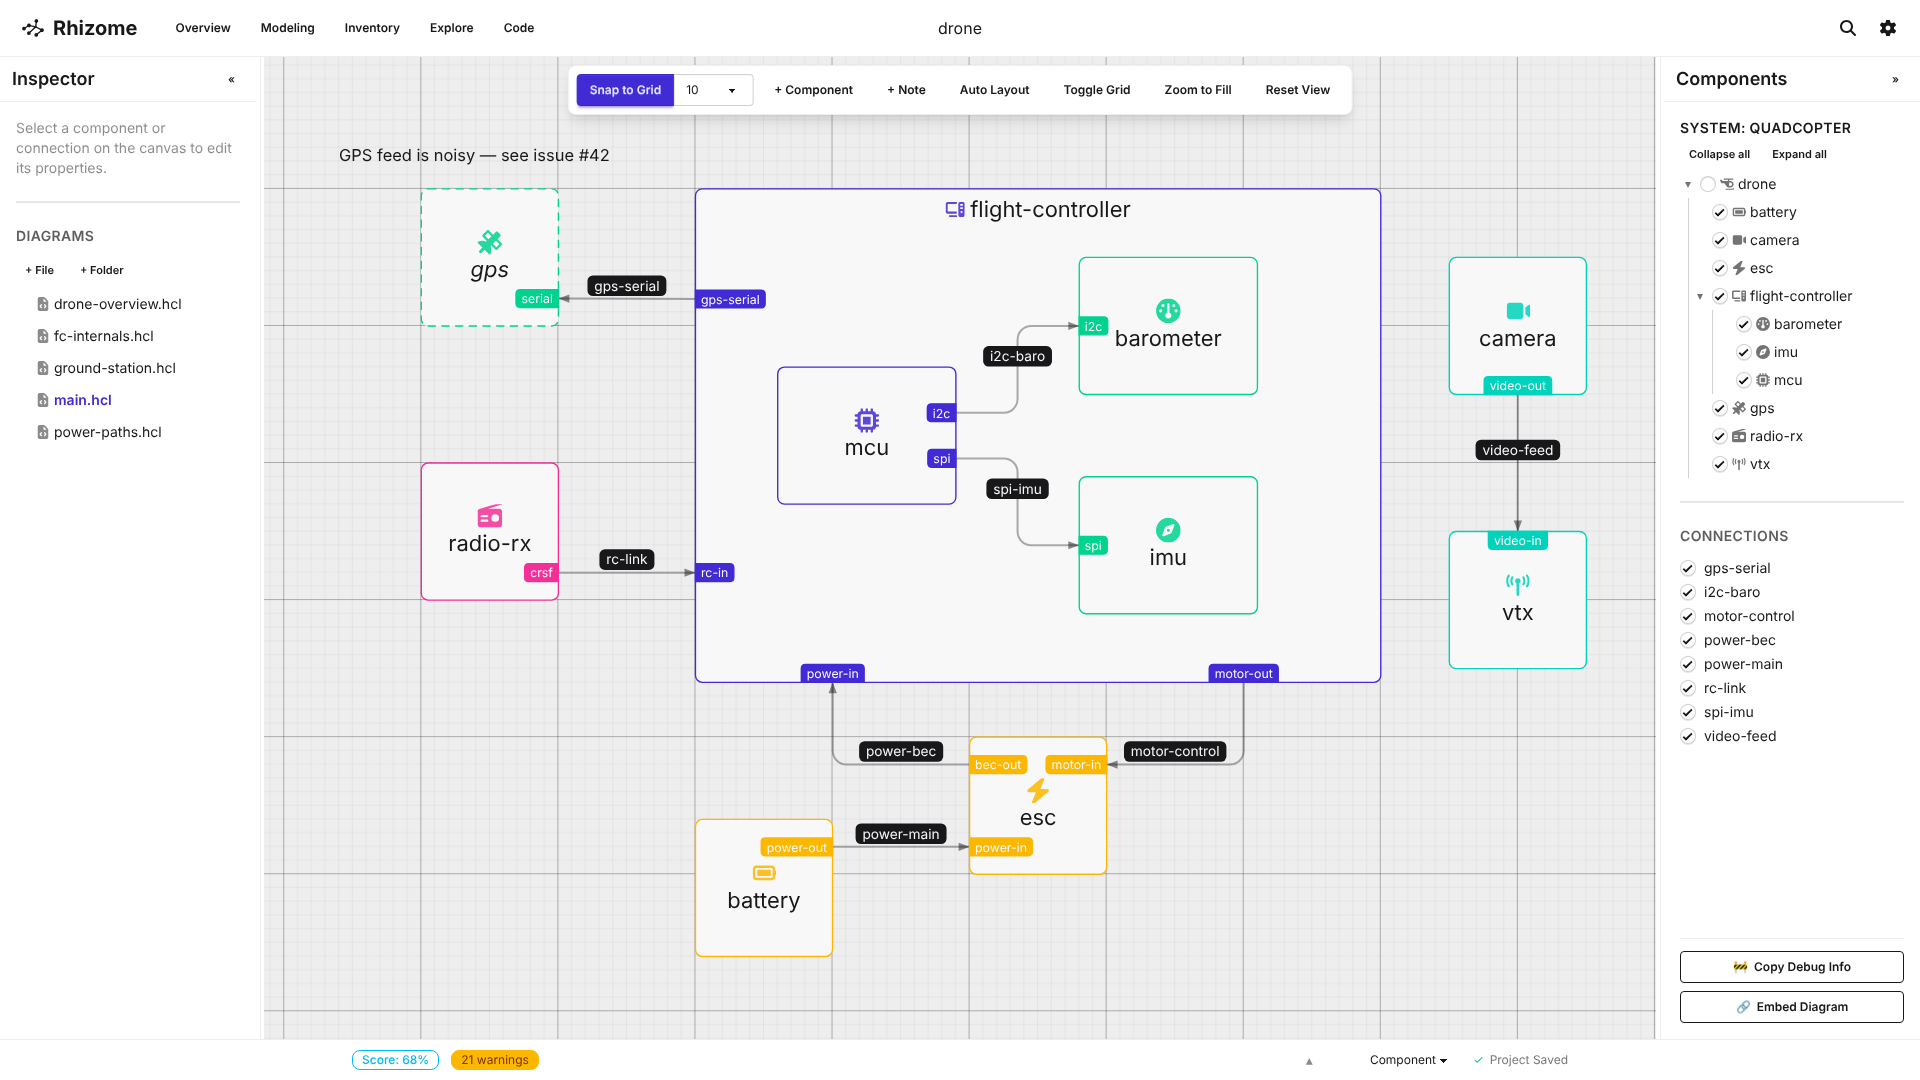 Rhizome
Overview
Modeling
Inventory
Explore
Code
drone
Inspector
«
Select a component or
connection on the canvas to edit
its properties.
DIAGRAMS
+ File
+ Folder
drone-overview.hcl
fc-internals.hcl
ground-station.hcl
main.hcl
power-paths.hcl
Snap to Grid
10
+ Component
+ Note
Auto Layout
Toggle Grid
Zoom to Fill
Reset View
GPS feed is noisy — see issue #42
gps
serial
gps-serial
gps-serial
flight-controller
barometer
i2c
i2c-baro
mcu
i2c
spi
spi-imu
spi
imu
radio-rx
crsf
rc-link
rc-in
power-in
motor-out
camera
video-out
video-feed
video-in
vtx
power-bec
motor-control
bec-out
motor-in
esc
power-in
power-main
power-out
battery
Components
»
SYSTEM: QUADCOPTER
Collapse all
Expand all
drone
battery
camera
esc
flight-controller
barometer
imu
mcu
gps
radio-rx
vtx
CONNECTIONS
gps-serial
i2c-baro
motor-control
power-bec
power-main
rc-link
spi-imu
video-feed
Copy Debug Info
Embed Diagram
Score: 68%
21 warnings
Component
Project Saved